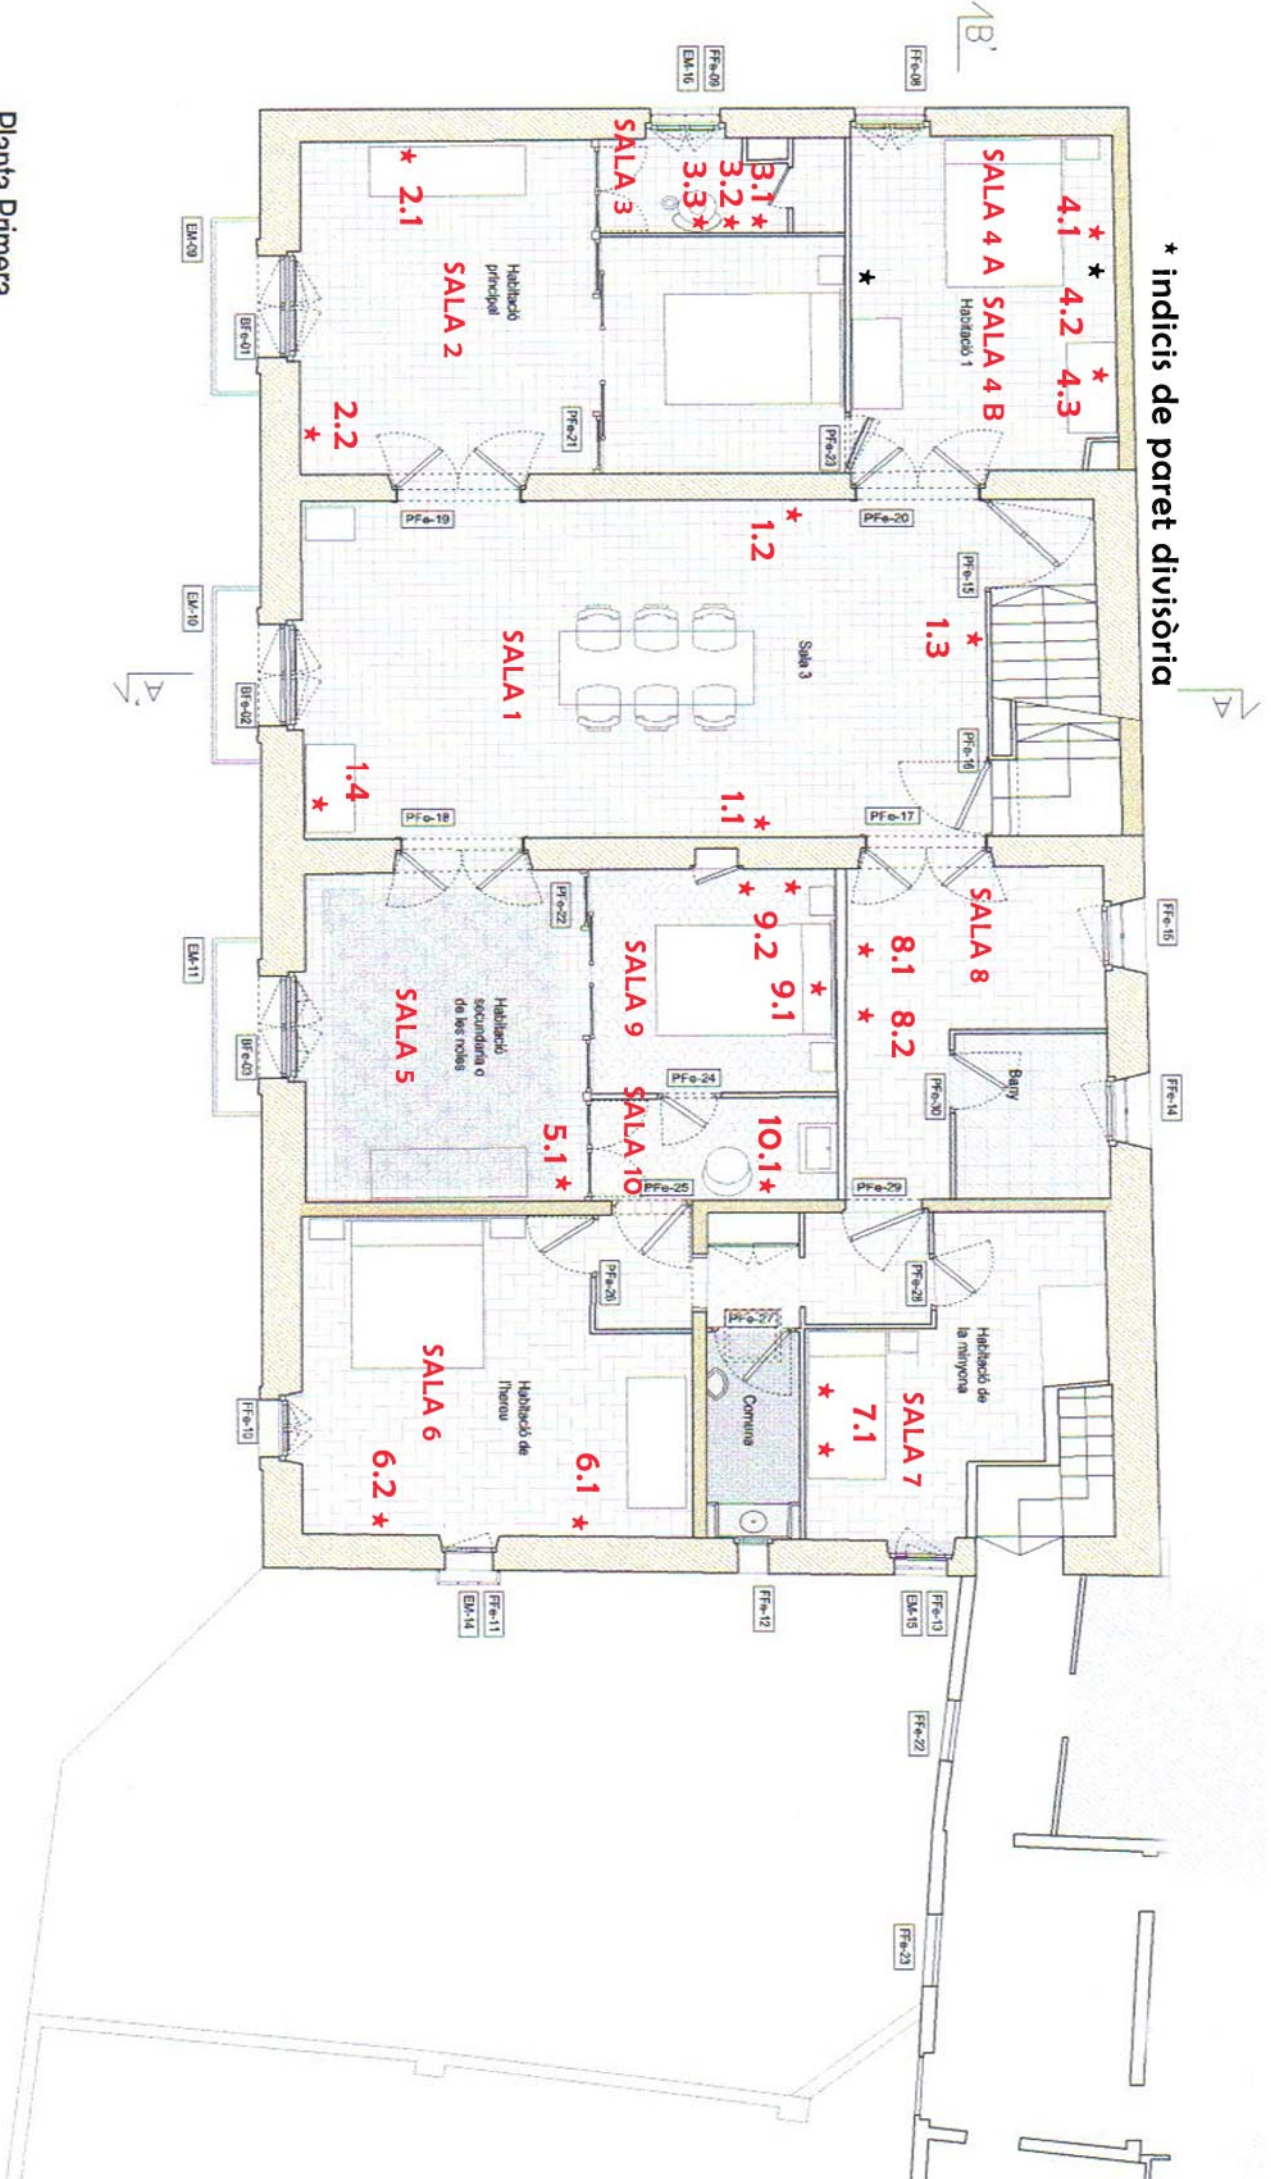 * indicis de paret divisòria
A'
1B'
FFe-08
FFe-09
EM-16
SALA 4 A
SALA 4 B
4.1
4.2
4.3
Habitació 1
PFe-23
SALA 3
3.1
3.2
3.3
2.1
SALA 2
Habitació
principal
2.2
PFe-21
EM-09
BFe-01
PFe-19
PFe-20
PFe-15
1.2
1.3
Sala 3
SALA 1
PFe-16
PFe-17
1.1
1.4
PFe-18
EM-10
BFe-02
A'
FFe-15
SALA 8
8.1
8.2
FFe-14
Bany
PFe-30
PFe-29
9.2
9.1
SALA 9
PFe-24
PFe-22
SALA 10
10.1
PFe-25
Habitació
secundaria o
de les noies
SALA 5
5.1
EM-11
BFe-03
PFe-28
Habitació de
la minyona
SALA 7
7.1
PFe-27
Comuna
PFe-26
SALA 6
Habitació de
l'hereu
6.1
6.2
FFe-10
FFe-11
EM-14
FFe-12
FFe-13
EM-15
FFe-22
FFe-23
Planta Primera